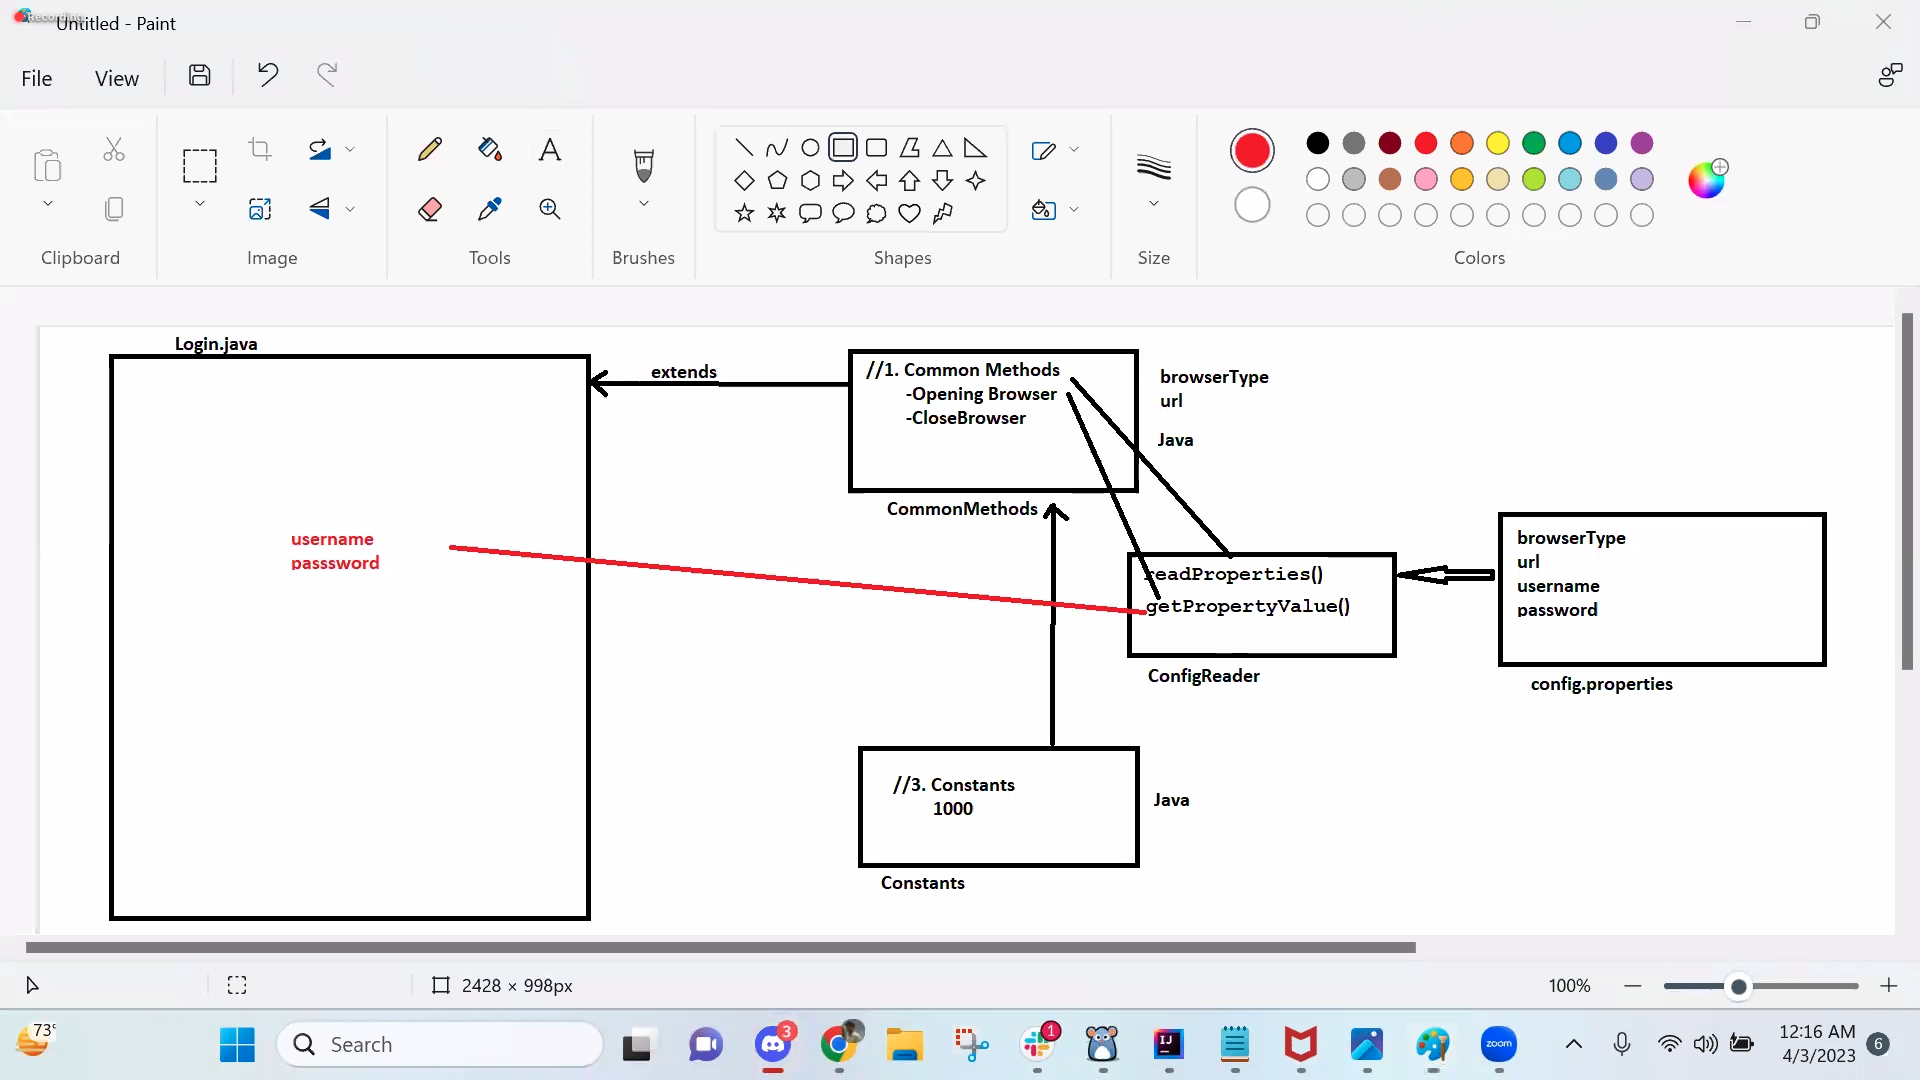 Recording...
Untitled - Paint
File
View
Clipboard
Image
Tools
Brushes
Shapes
Size
Colors
Login.java
extends
//1. Common Methods
-Opening Browser
-CloseBrowser
CommonMethods
browserType
url
Java
username
passsword
readProperties()
getPropertyValue()
ConfigReader
browserType
url
username
password
config.properties
//3. Constants
1000
Java
Constants
2428 × 998px
100%
73°
Search
3
1
IJ
zoom
12:16 AM
4/3/2023
6